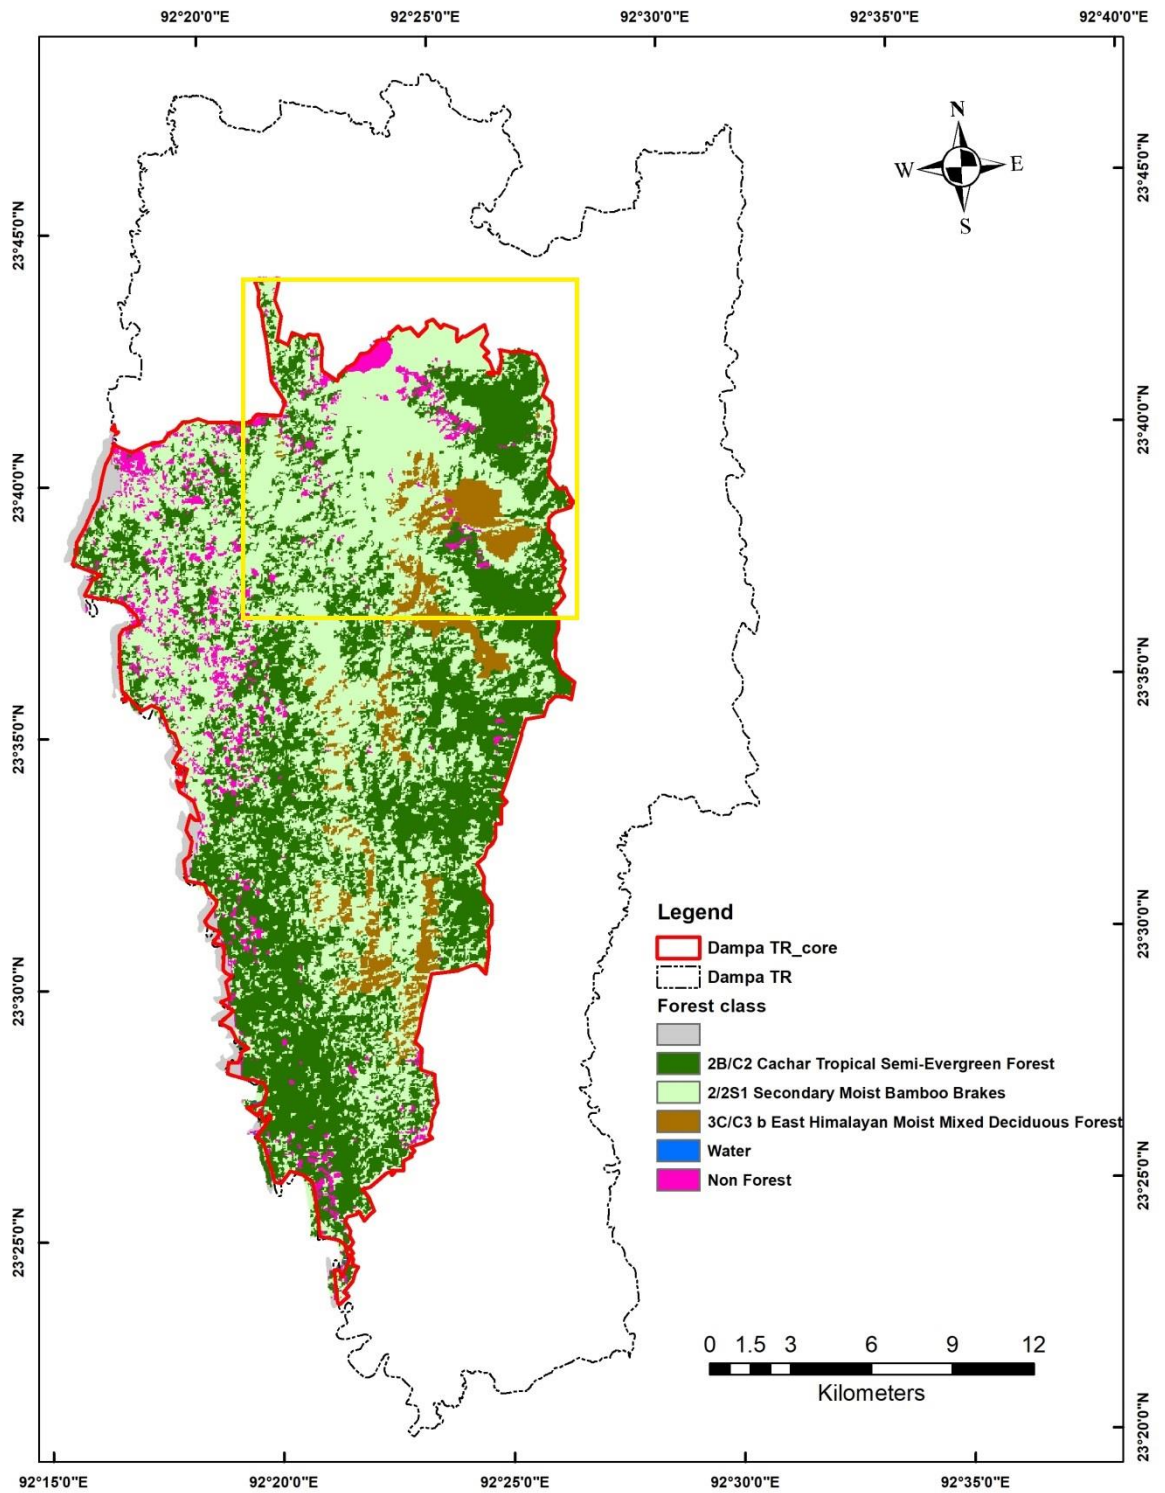 92°20'0"E 92°25'0"E 92°30'0"E 92°35'0"E 92°40'0"E
N
W E
S
23°45'0"N
23°40'0"N
23°35'0"N
23°30'0"N
23°25'0"N
23°45'0"N
23°40'0"N
23°35'0"N
23°30'0"N
23°25'0"N
23°20'0"N
Legend
Dampa TR_core
Dampa TR
Forest class
2B/C2 Cachar Tropical Semi-Evergreen Forest
2/2S1 Secondary Moist Bamboo Brakes
3C/C3 b East Himalayan Moist Mixed Deciduous Forest
Water
Non Forest
0 1.5 3 6 9 12
Kilometers
92°15'0"E 92°20'0"E 92°25'0"E 92°30'0"E 92°35'0"E